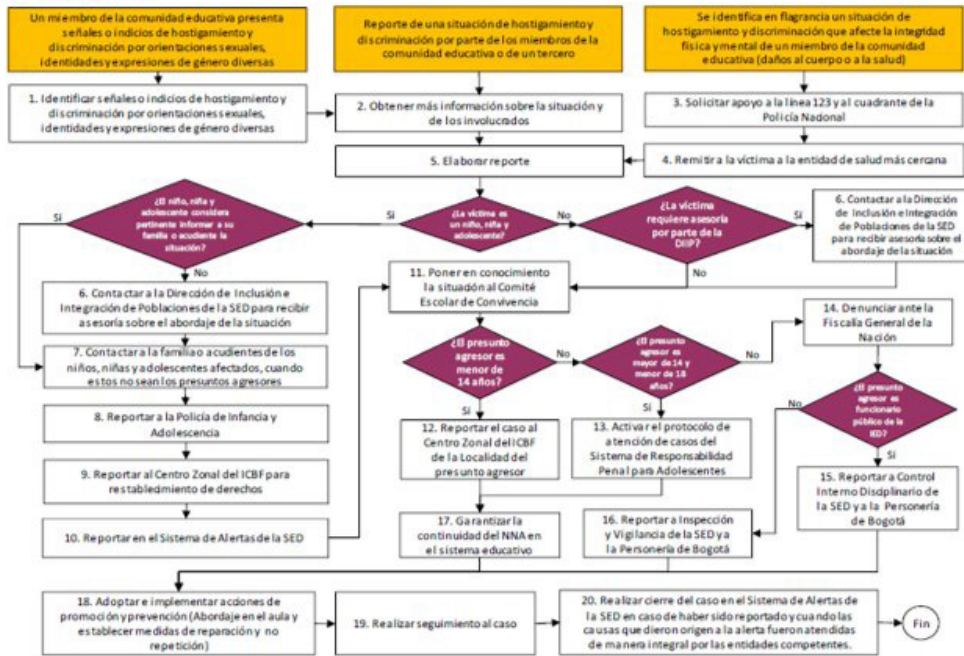 Un miembro de la comunidad educativa presenta
señales o indicios de hostigamiento y
discriminación por orientaciones sexuales,
identidades y expresiones de género diversas
Reporte de una situación de hostigamiento y
discriminación por parte de los miembros de la
comunidad educativa o de un tercero
Se identifica en flagrancia un situación de
hostigamiento y discriminación que afecte la integridad
física y mental de un miembro de la comunidad
educativa (daños al cuerpo o a la salud)
1. Identificar señales o indicios de hostigamiento y
discriminación por orientaciones sexuales,
identidades y expresiones de género diversas
2. Obtener más información sobre la situación y
de los involucrados
3. Solicitar apoyo a la línea 123 y al cuadrante de la
Policía Nacional
5. Elaborar reporte
4. Remitir a la víctima a la entidad de salud más cercana
¿El niño, niña y
adolescente considera
pertinente informar a su
familia o acudiente la
situación?
Sí
No
Sí
¿La víctima es
un niño, niña y
adolescente?
No
¿La víctima
requiere asesoría
por parte de la
DIIP?
Sí
No
6. Contactar a la Dirección
de Inclusión e Integración
de Poblaciones de la SED
para recibir asesoría sobre el
abordaje de la situación
6. Contactar a la Dirección de Inclusión e
Integración de Poblaciones de la SED para recibir
asesoría sobre el abordaje de la situación
11. Poner en conocimiento
la situación al Comité
Escolar de Convivencia
7. Contactar a la familia o acudientes de los
niños, niñas y adolescentes afectados, cuando
estos no sean los presuntos agresores
¿El presunto
agresor es
menor de
14 años?
No
Sí
¿El presunto
agresor es
mayor de 14 y
menor de 18
años?
No
Sí
14. Denunciar ante la
Fiscalía General de la
Nación
8. Reportar a la Policía de Infancia y
Adolescencia
¿El presunto
agresor es
funcionario
público de la
IED?
No
Sí
12. Reportar el caso al
Centro Zonal del ICBF
de la Localidad del
presunto agresor
13. Activar el protocolo de
atención de casos del
Sistema de Responsabilidad
Penal para Adolescentes
9. Reportar al Centro Zonal del ICBF para
restablecimiento de derechos
15. Reportar a Control
Interno Disciplinario de
la SED y a la Personería
de Bogotá
10. Reportar en el Sistema de Alertas de la SED
17. Garantizar la
continuidad del NNA en
el sistema educativo
16. Reportar a Inspección
y Vigilancia de la SED y a
la Personería de Bogotá
18. Adoptar e implementar acciones de
promoción y prevención (Abordaje en el aula y
establecer medidas de reparación y no
repetición)
19. Realizar seguimiento al caso
20. Realizar cierre del caso en el Sistema de Alertas de
la SED en caso de haber sido reportado y cuando las
causas que dieron origen a la alerta fueron atendidas
de manera integral por las entidades competentes.
Fin